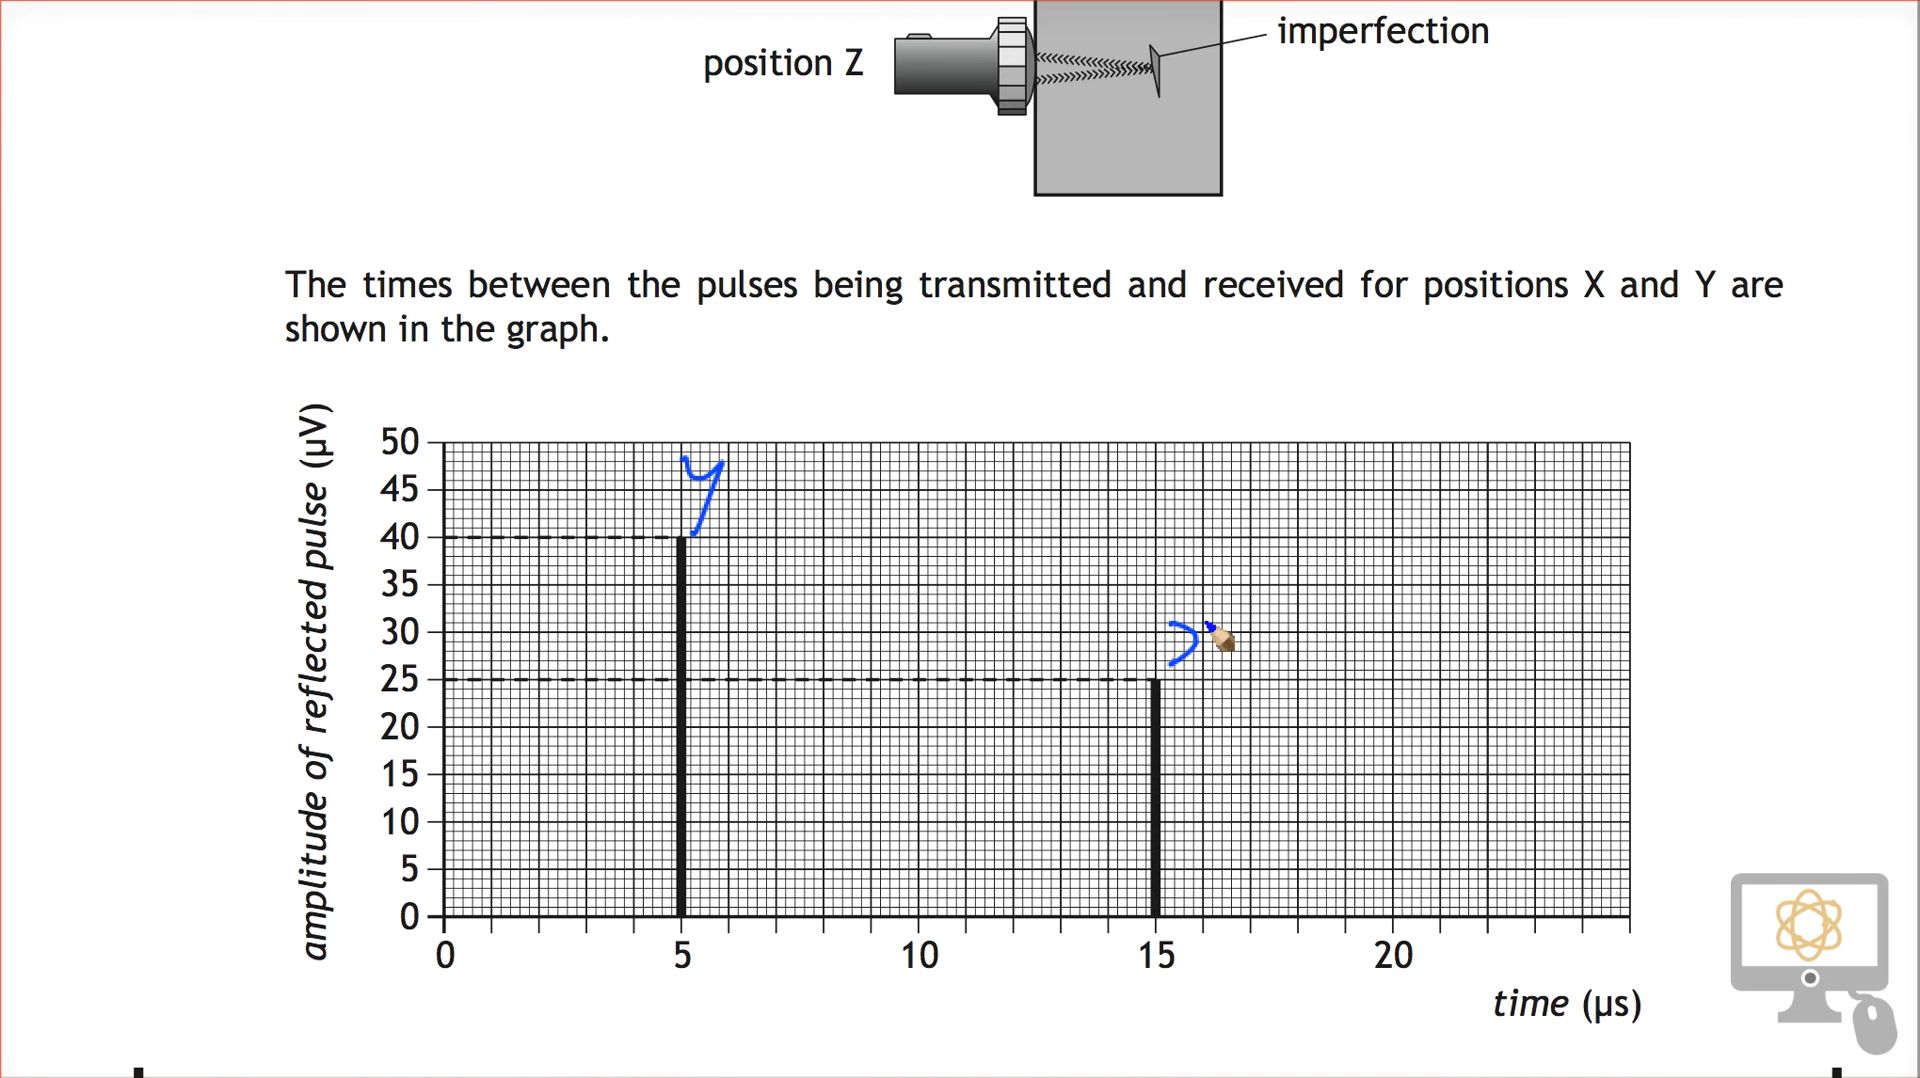 imperfection
position Z
The times between the pulses being transmitted and received for positions X and Y are
shown in the graph.
amplitude of reflected pulse (µV)
50
45
40
35
30
25
20
15
10
5
0
y
0 5 10 15 20
time (µs)